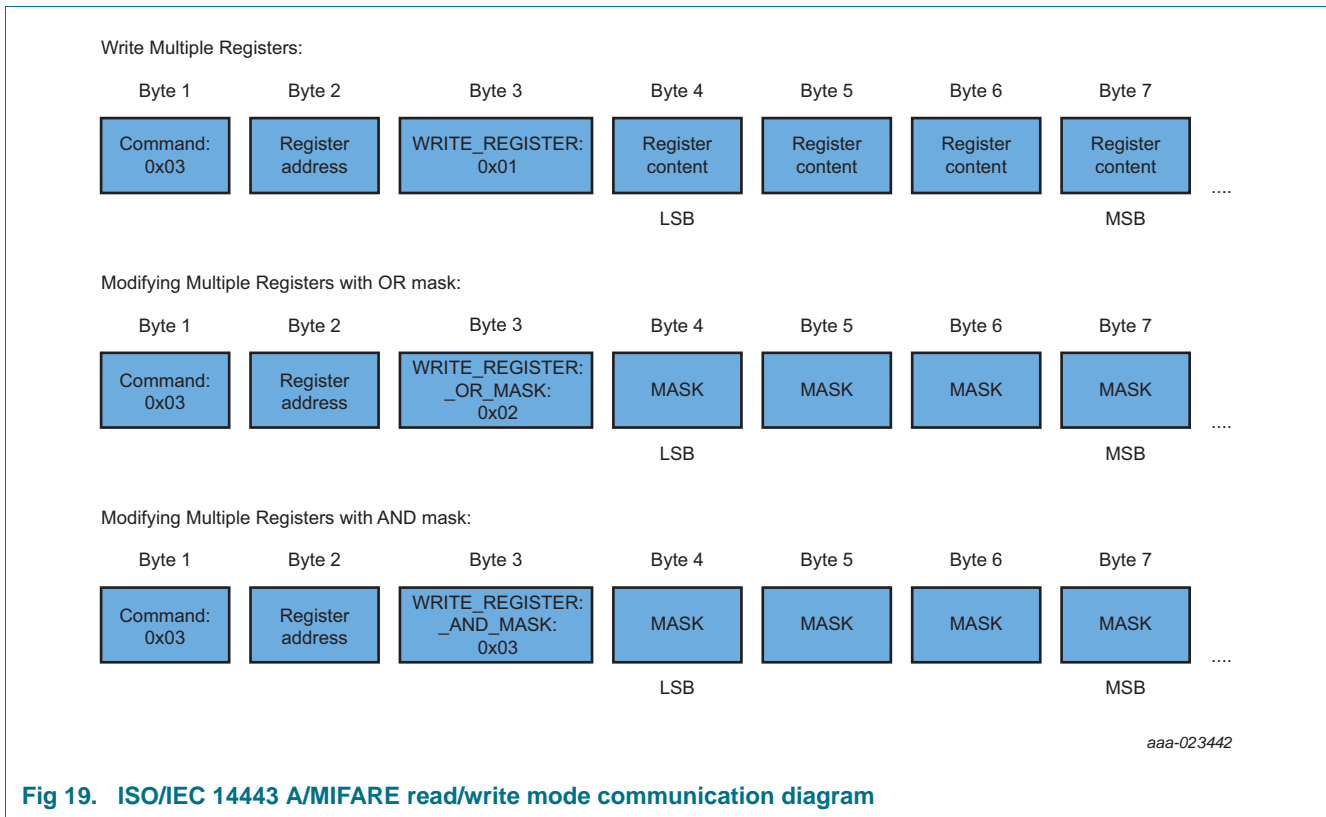 Write Multiple Registers:
Byte 1 Byte 2 Byte 3 Byte 4 Byte 5 Byte 6 Byte 7
Command: Register WRITE_REGISTER: Register Register Register Register
0x03 address 0x01 content content content content
....
LSB MSB
Modifying Multiple Registers with OR mask:
Byte 1 Byte 2 Byte 3 Byte 4 Byte 5 Byte 6 Byte 7
WRITE_REGISTER:
Command: Register _OR_MASK: MASK MASK MASK MASK
0x03 address 0x02
....
LSB MSB
Modifying Multiple Registers with AND mask:
Byte 1 Byte 2 Byte 3 Byte 4 Byte 5 Byte 6 Byte 7
WRITE_REGISTER:
Command: Register _AND_MASK: MASK MASK MASK MASK
0x03 address 0x03
....
LSB MSB
aaa-023442
Fig 19. ISO/IEC 14443 A/MIFARE read/write mode communication diagram